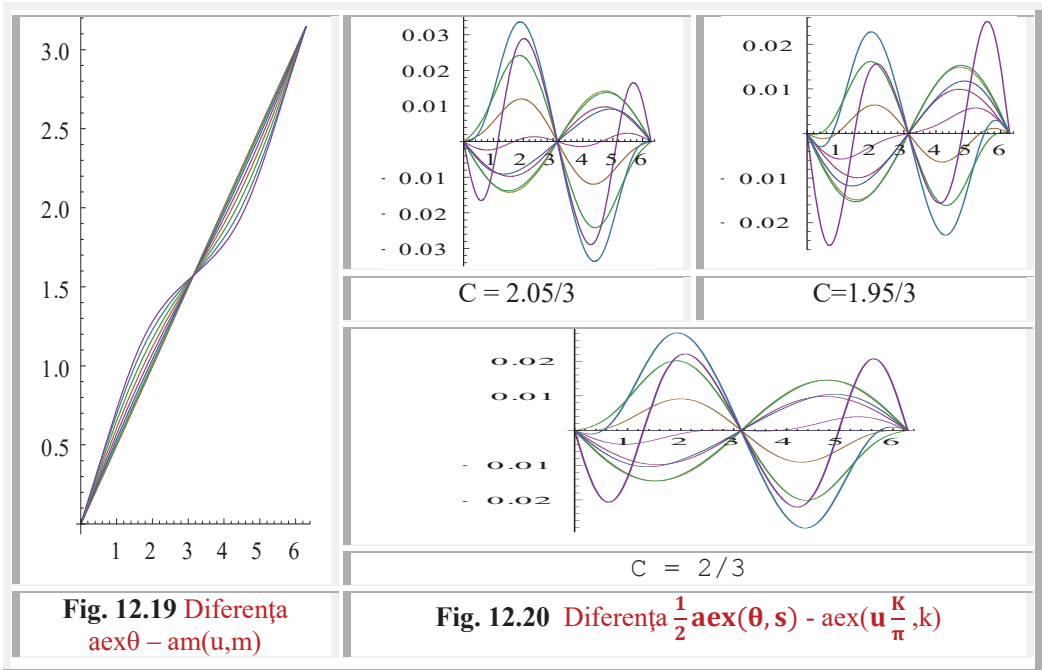 3.0
2.5
2.0
1.5
1.0
0.5
1 2 3 4 5 6
0.03
0.02
0.01
1 2 3 4 5 6
- 0.01
- 0.02
- 0.03
C = 2.05/3
0.02
0.01
1 2 3 4 5 6
- 0.01
- 0.02
C=1.95/3
0.02
0.01
1 2 3 4 5 6
- 0.01
- 0.02
C = 2/3
Fig. 12.19 Diferenţa
aexθ – am(u,m)
Fig. 12.20 Diferenţa 1/2 aex(θ, s) - aex(u K/π ,k)